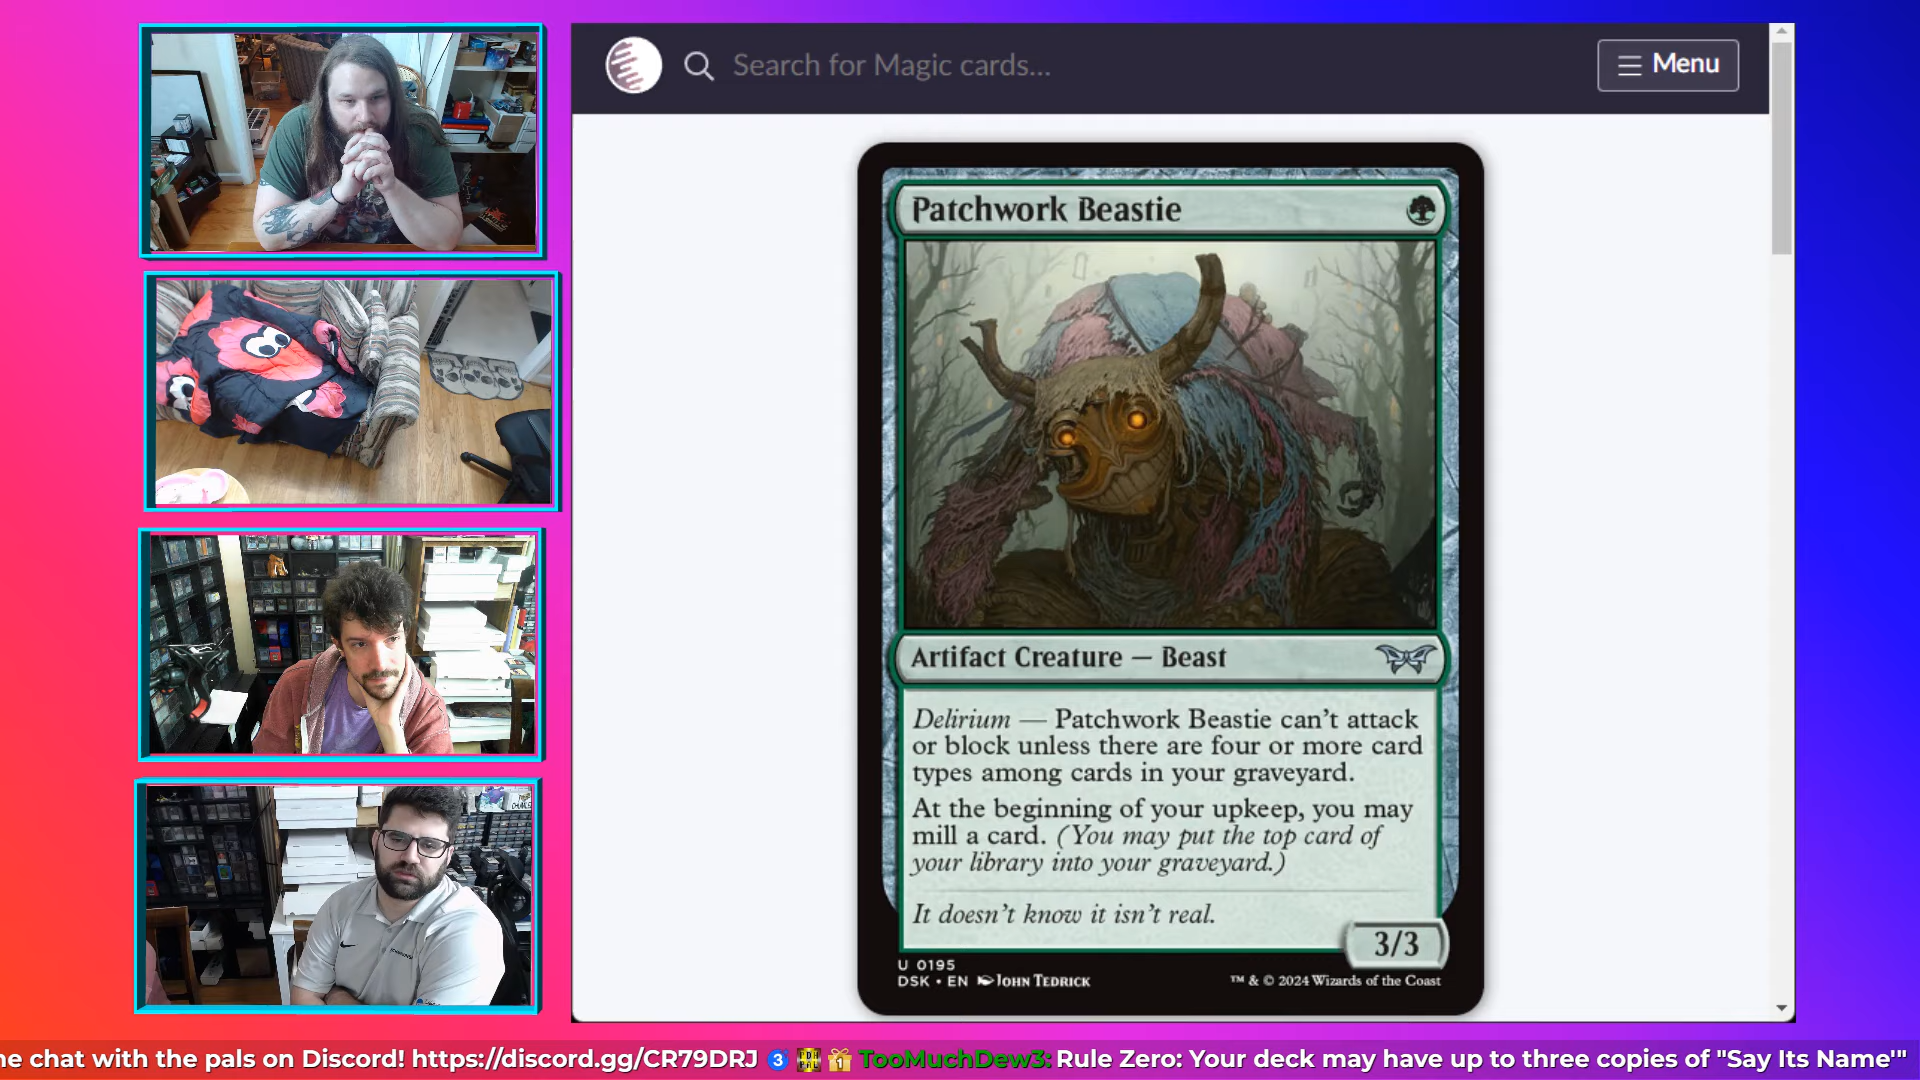 Search for Magic cards...
Menu
Patchwork Beastie
Artifact Creature — Beast
Delirium — Patchwork Beastie can't attack
or block unless there are four or more card
types among cards in your graveyard.
At the beginning of your upkeep, you may
mill a card. (You may put the top card of
your library into your graveyard.)
It doesn't know it isn't real.
3/3
U 0195
DSK • EN JOHN TEDRICK
™ & © 2024 Wizards of the Coast
ne chat with the pals on Discord! https://discord.gg/CR79DRJ 3 1 TooMuchDew3: Rule Zero: Your deck may have up to three copies of "Say Its Name'"